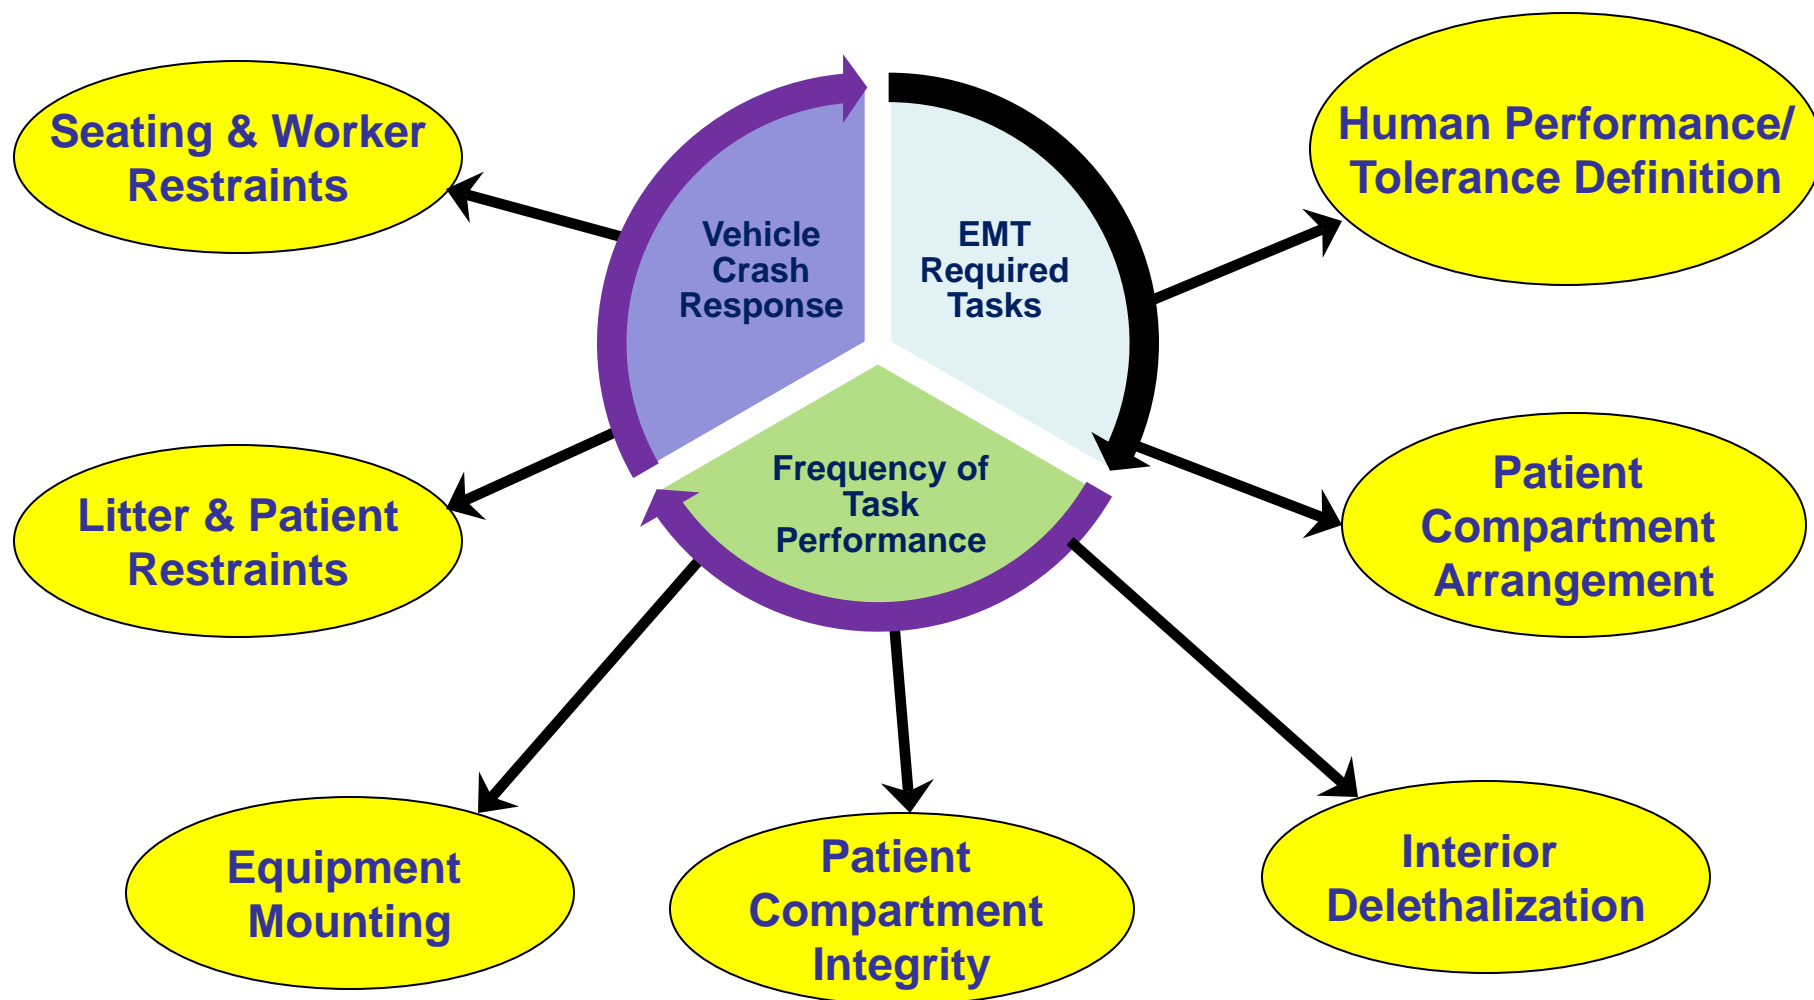 Seating & Worker
Restraints
Human Performance/
Tolerance Definition
Vehicle
Crash
Response
EMT
Required
Tasks
Frequency of
Task
Performance
Litter & Patient
Restraints
Patient
Compartment
Arrangement
Equipment
Mounting
Patient
Compartment
Integrity
Interior
Delethalization